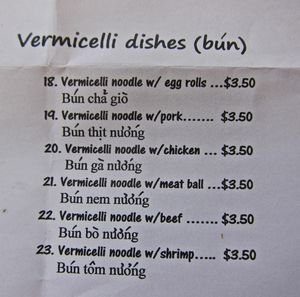 Vermicelli dishes (bún)
18. Vermicelli noodle w/ egg rolls ...$3.50
Bún chả giò
19. Vermicelli noodle w/pork....... $3.50
Bún thịt nướng
20. Vermicelli noodle w/chicken ... $3.50
Bún gà nướng
21. Vermicelli noodle w/meat ball ...$3.50
Bún nem nướng
22. Vermicelli noodle w/beef .......$3.50
Bún bò nướng
23. Vermicelli noodle w/shrimp..... $3.50
Bún tôm nướng